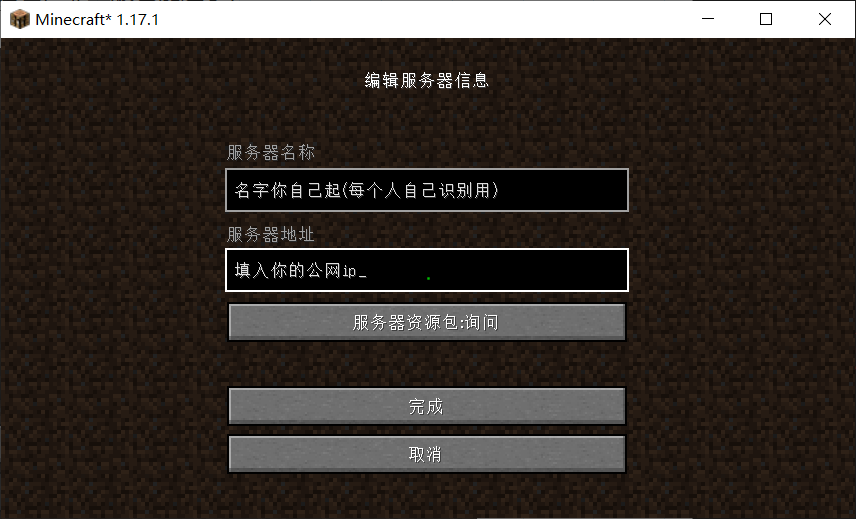 Minecraft* 1.17.1
编辑服务器信息
服务器名称
名字你自己起(每个人自己识别用)
服务器地址
填入你的公网ip_
服务器资源包:询问
完成
取消